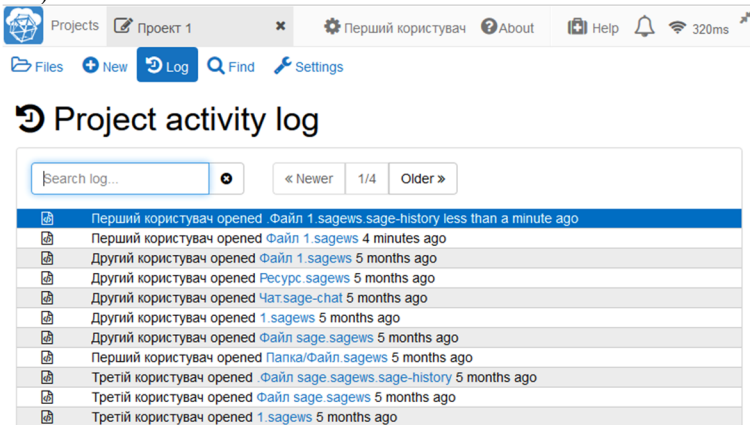 Projects Проект 1 Перший користувач About Help 320ms
Files New Log Find Settings
Project activity log
Search log... « Newer 1/4 Older »
Перший користувач opened .Файл 1.sagews.sage-history less than a minute ago
Перший користувач opened Файл 1.sagews 4 minutes ago
Другий користувач opened Файл 1.sagews 5 months ago
Другий користувач opened Ресурс.sagews 5 months ago
Другий користувач opened Чат.sage-chat 5 months ago
Другий користувач opened 1.sagews 5 months ago
Другий користувач opened Файл sage.sagews 5 months ago
Перший користувач opened Папка/Файл.sagews 5 months ago
Третій користувач opened .Файл sage.sagews.sage-history 5 months ago
Третій користувач opened Файл sage.sagews 5 months ago
Третій користувач opened 1.sagews 5 months ago